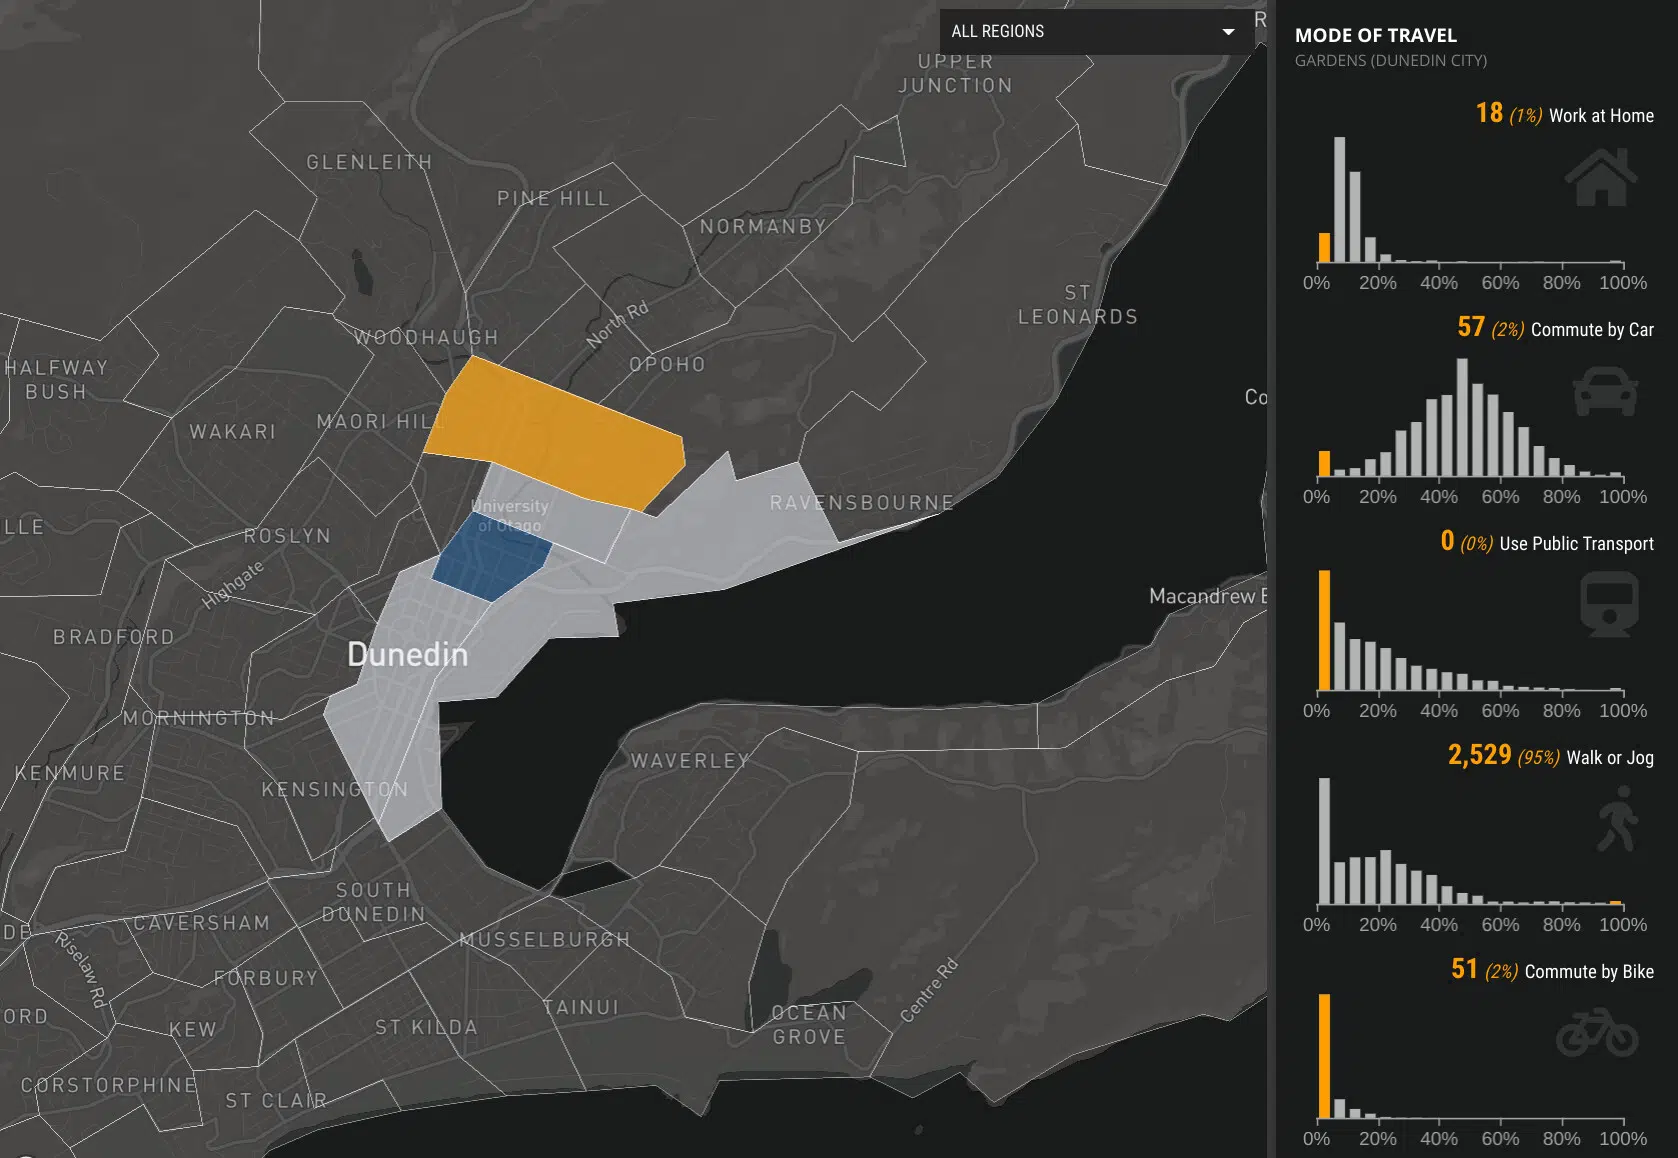 ALL REGIONS
R
UPPER
JUNCTION
GLENLEITH
PINE HILL
NORMANBY
ST
LEONARDS
North Rd
WOODHAUGH
OPOHO
HALFWAY
BUSH
Co
MAORI HILL
WAKARI
University
of Otago
RAVENSBOURNE
LLE
ROSLYN
Highgate
Macandrew B
BRADFORD
Dunedin
MORNINGTON
WAVERLEY
KENMURE
KENSINGTON
SOUTH
DUNEDIN
CAVERSHAM
DE
MUSSELBURGH
Riselaw Rd
FORBURY
Centre Rd
TAINUI
ORD
OCEAN
GROVE
KEW
ST KILDA
CORSTORPHINE
ST CLAIR
MODE OF TRAVEL
GARDENS (DUNEDIN CITY)
18 (1%) Work at Home
0% 20% 40% 60% 80% 100%
57 (2%) Commute by Car
0% 20% 40% 60% 80% 100%
0 (0%) Use Public Transport
0% 20% 40% 60% 80% 100%
2,529 (95%) Walk or Jog
0% 20% 40% 60% 80% 100%
51 (2%) Commute by Bike
0% 20% 40% 60% 80% 100%